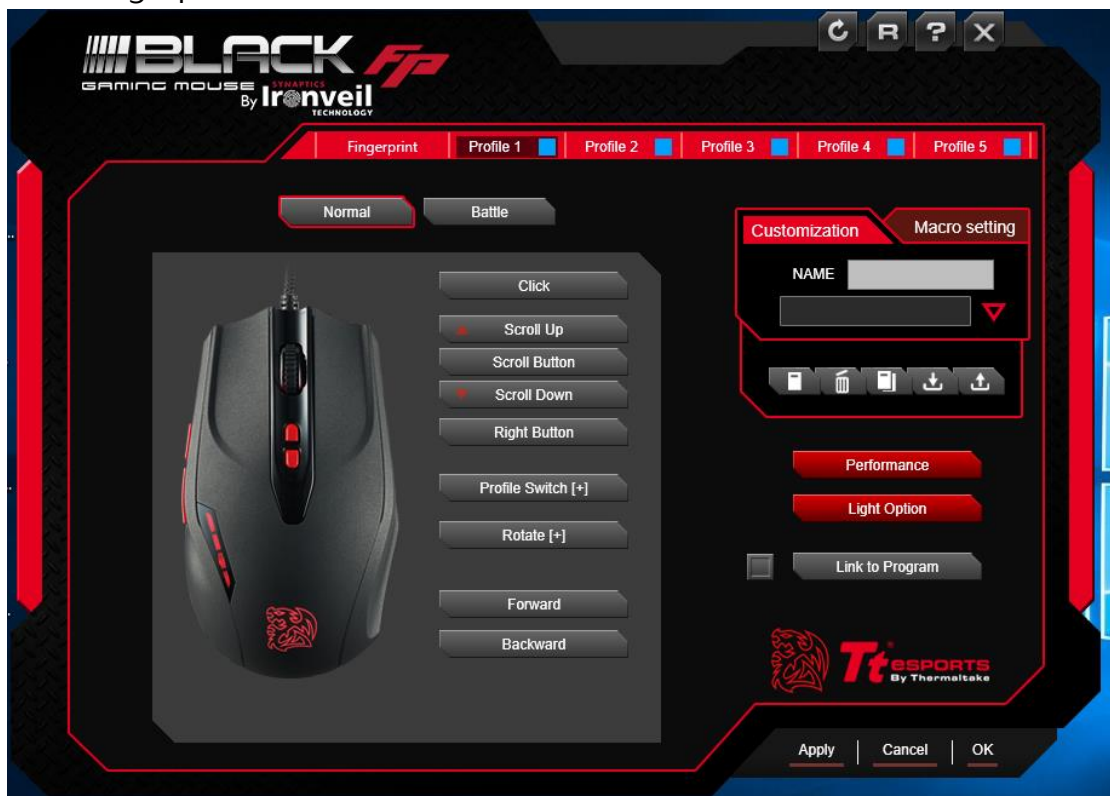 BLACK FP
GAMING MOUSE
By SYNAPTICS Ironveil
TECHNOLOGY
R ? X
Fingerprint Profile 1 Profile 2 Profile 3 Profile 4 Profile 5
Normal Battle
Customization Macro setting
NAME
Click
Scroll Up
Scroll Button
Scroll Down
Right Button
Profile Switch [+]
Rotate [+]
Forward
Backward
Performance
Light Option
Link to Program
Tt eSPORTS
By Thermaltake
Apply Cancel OK